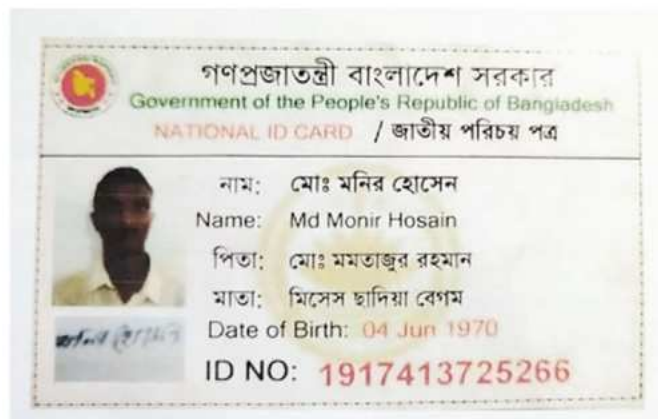 গণপ্রজাতন্ত্রী বাংলাদেশ সরকার
Government of the People's Republic of Bangladesh
NATIONAL ID CARD / জাতীয় পরিচয় পত্র
নাম: মোঃ মনির হোসেন
Name: Md Monir Hosain
পিতা: মোঃ মমতাজুর রহমান
মাতা: মিসেস ছাদিয়া বেগম
Date of Birth: 04 Jun 1970
ID NO: 1917413725266